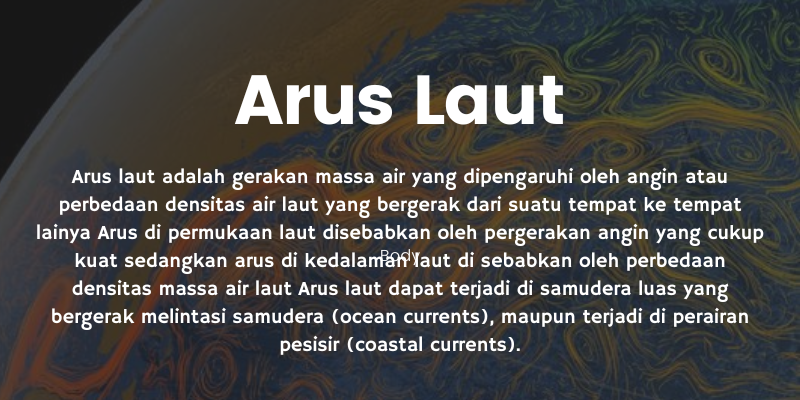 Arus Laut
Arus laut adalah gerakan massa air yang dipengaruhi oleh angin atau
perbedaan densitas air laut yang bergerak dari suatu tempat ke tempat
lainya Arus di permukaan laut disebabkan oleh pergerakan angin yang cukup
kuat sedangkan arus di kedalaman laut di sebabkan oleh perbedaan
Body
densitas massa air laut Arus laut dapat terjadi di samudera luas yang
bergerak melintasi samudera (ocean currents), maupun terjadi di perairan
pesisir (coastal currents).